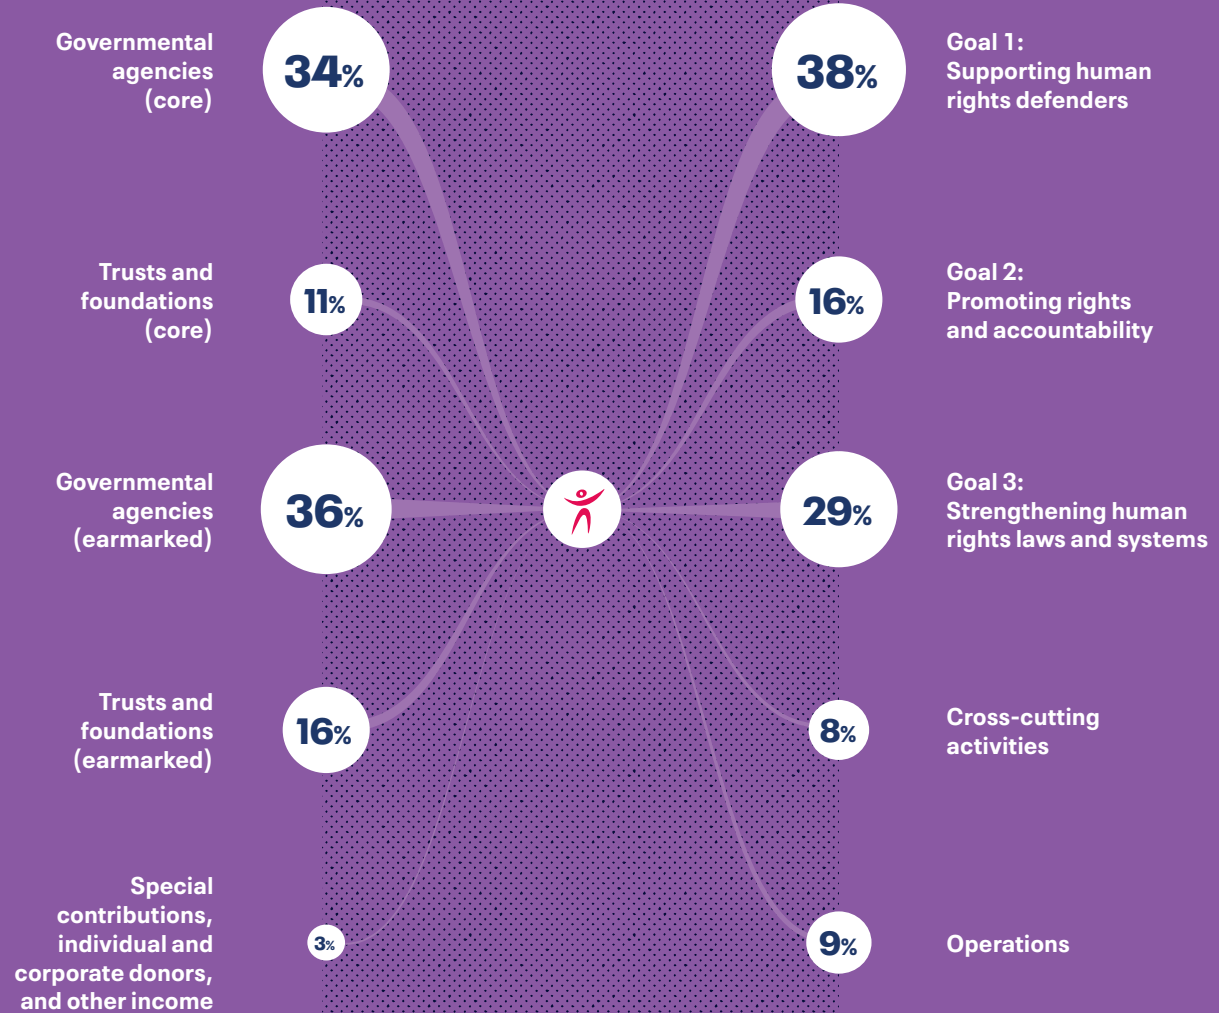 Governmental
agencies
(core)
34%
38%
Goal 1:
Supporting human
rights defenders
Trusts and
foundations
(core)
11%
16%
Goal 2:
Promoting rights
and accountability
Governmental
agencies
(earmarked)
36%
29%
Goal 3:
Strengthening human
rights laws and systems
Trusts and
foundations
(earmarked)
16%
8%
Cross-cutting
activities
Special
contributions,
individual and
corporate donors,
and other income
3%
9%
Operations